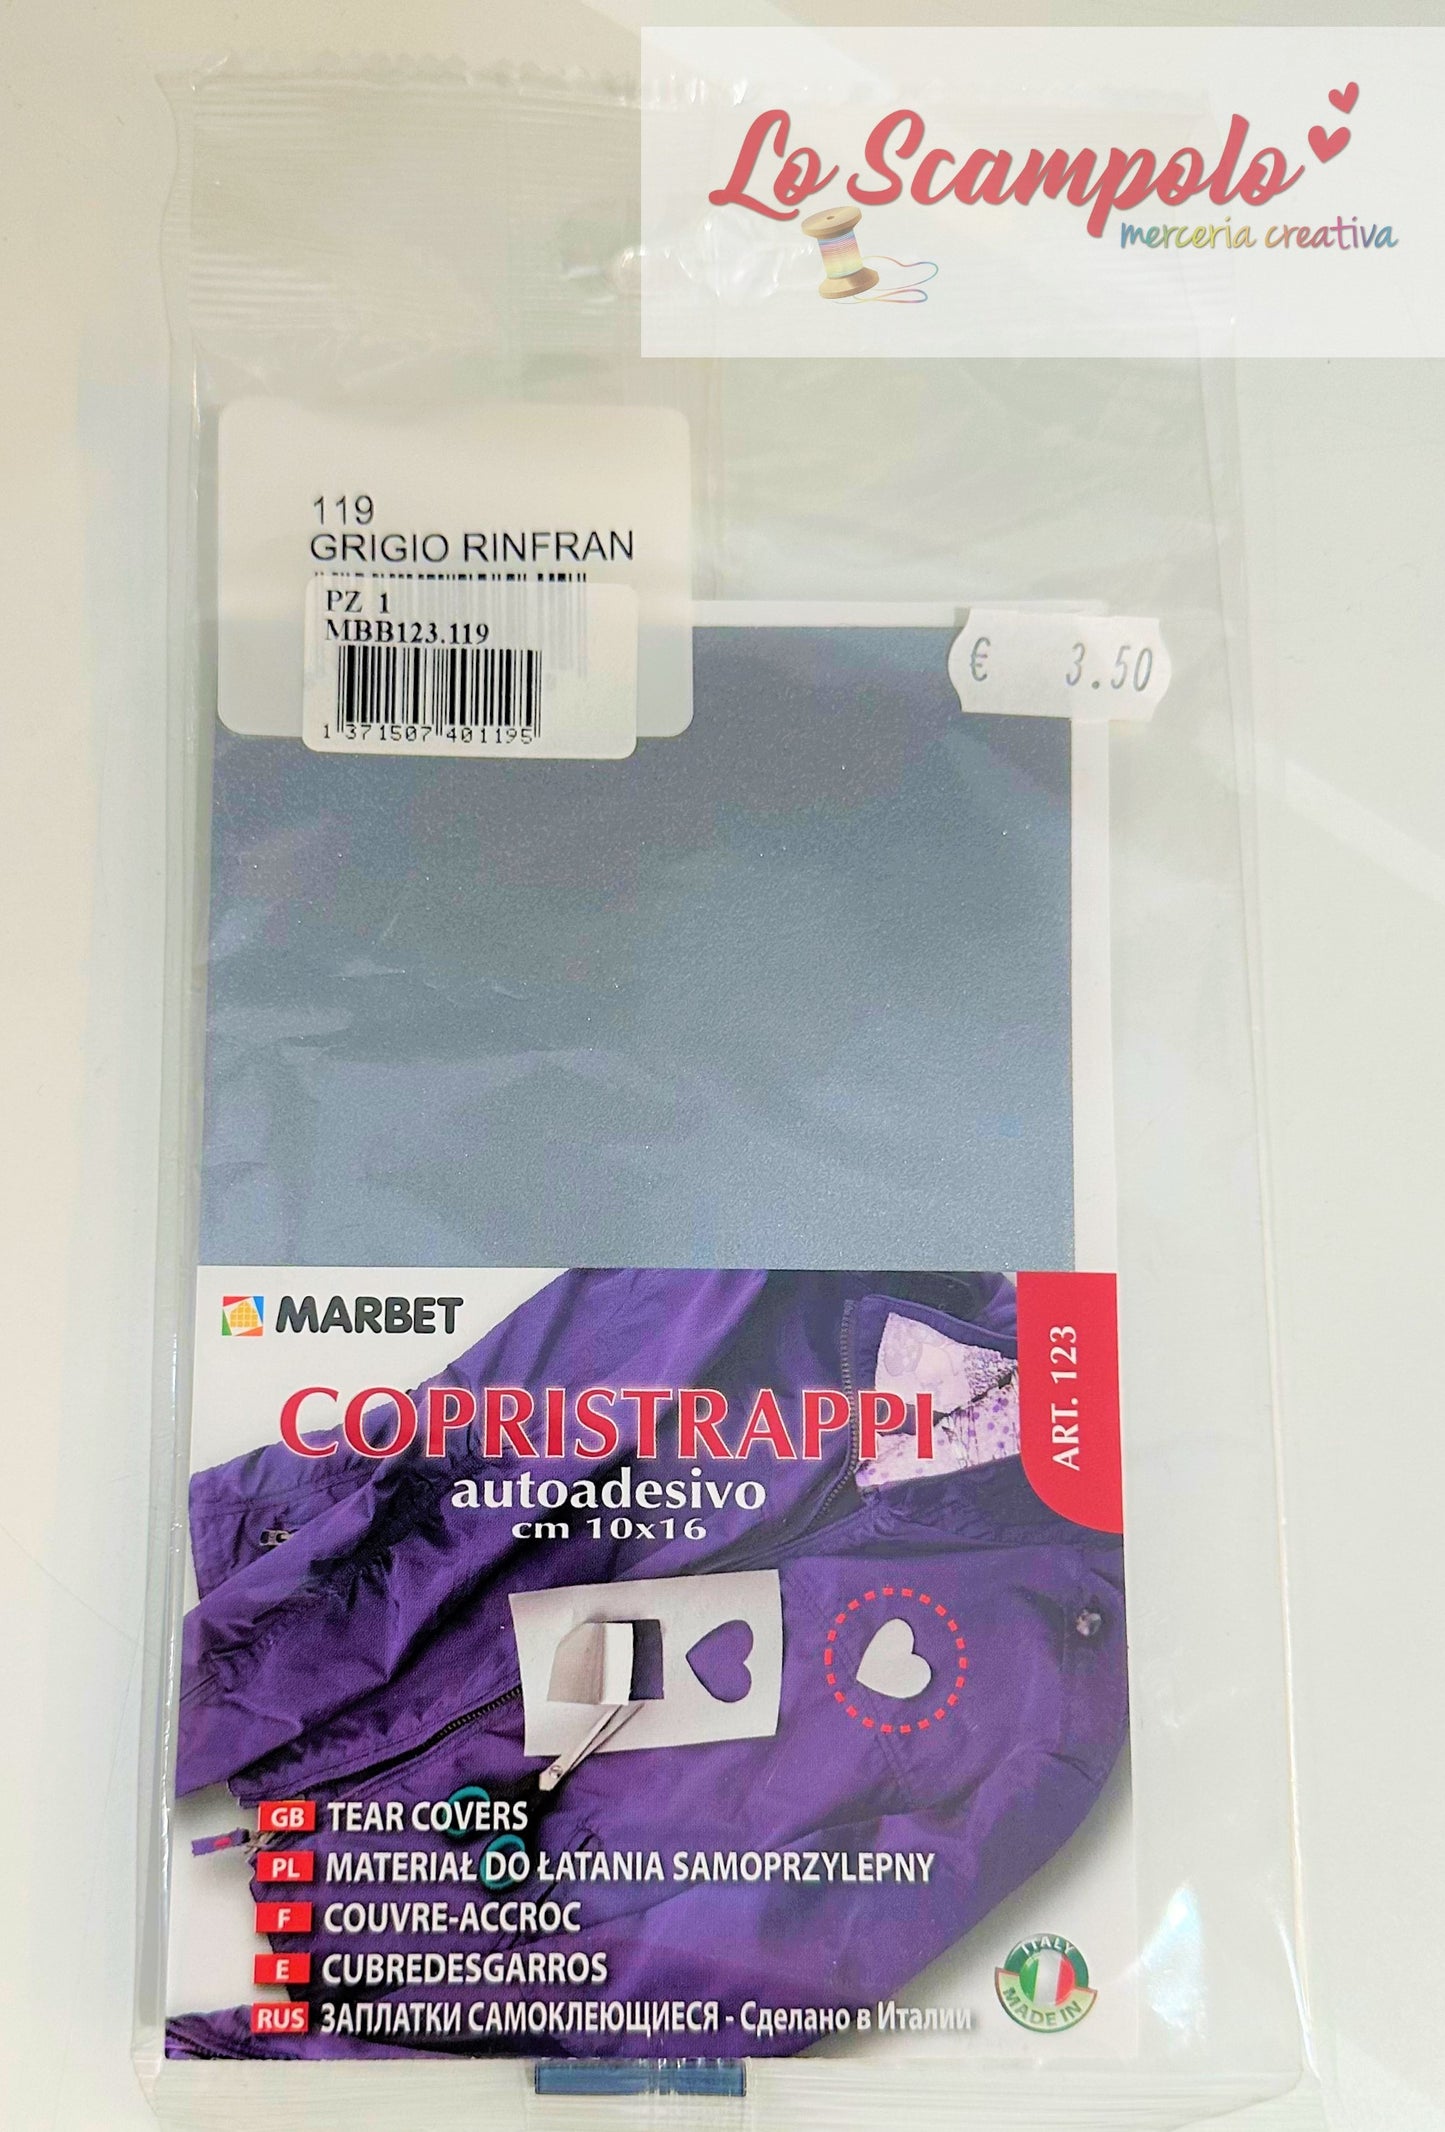 Lo Scampolo
merceria creativa
119
GRIGIO RINFRAN
PZ 1
MBB123.119
1 371507 401195
€ 3.50
MARBET
ART. 123
COPRISTRAPPI
autoadesivo
cm 10x16
GB TEAR COVERS
PL MATERIAŁ DO ŁATANIA SAMOPRZYLEPNY
F COUVRE-ACCROC
E CUBREDESGARROS
RUS ЗАПЛАТКИ САМОКЛЕЮЩИЕСЯ - Сделано в Италии
ITALY
MADE IN